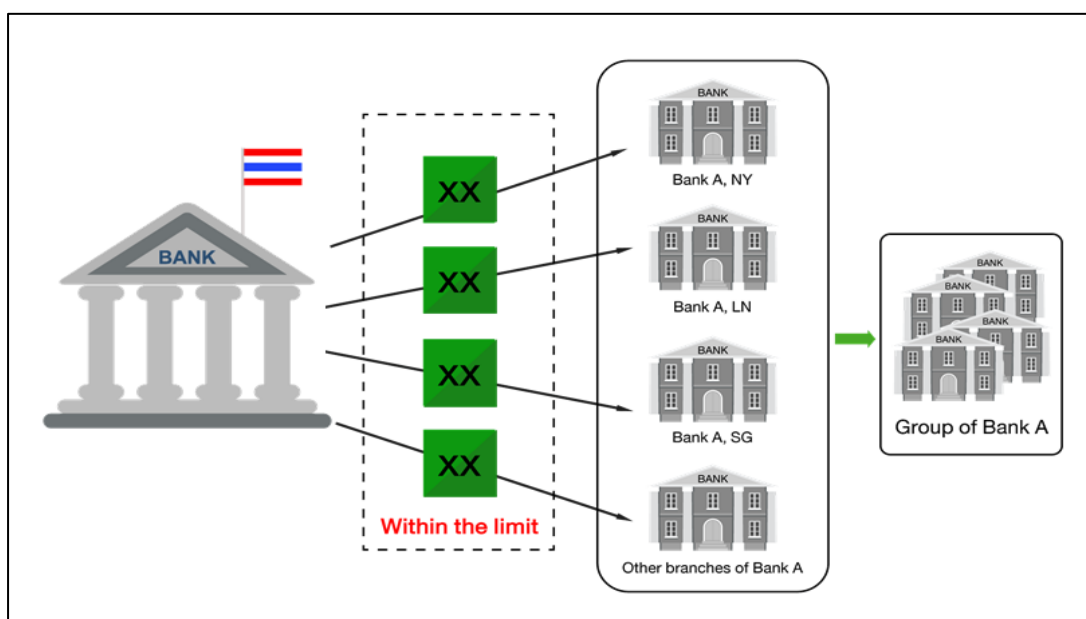 BANK
XX
XX
XX
XX
Within the limit
BANK
Bank A, NY
BANK
Bank A, LN
BANK
Bank A, SG
BANK
Other branches of Bank A
BANK
BANK
BANK
BANK
Group of Bank A